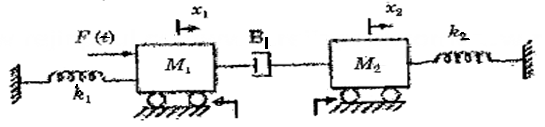 x₁
x₂
F(t)
B₁
k₂
M₁
M₂
k₁